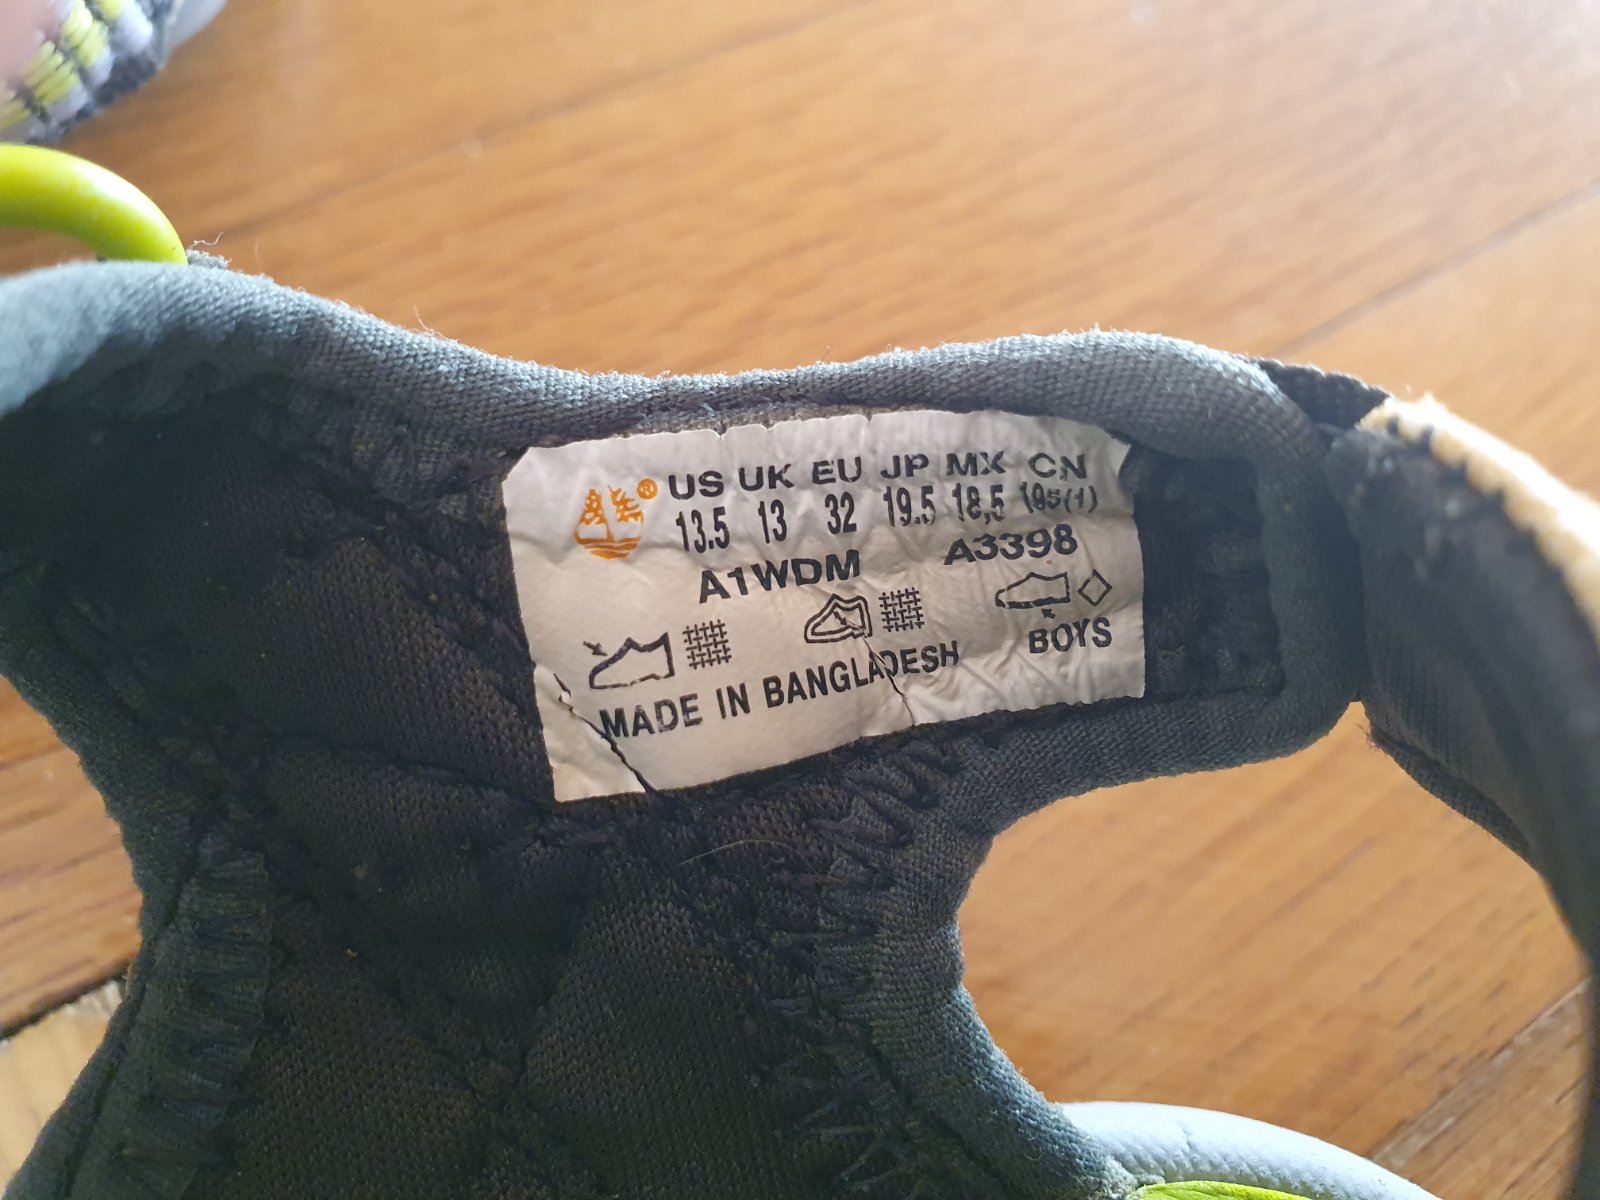 ® US UK EU JP MX CN
13.5 13 32 19.5 18,5 195(1)
A1WDM A3398
BOYS
MADE IN BANGLADESH